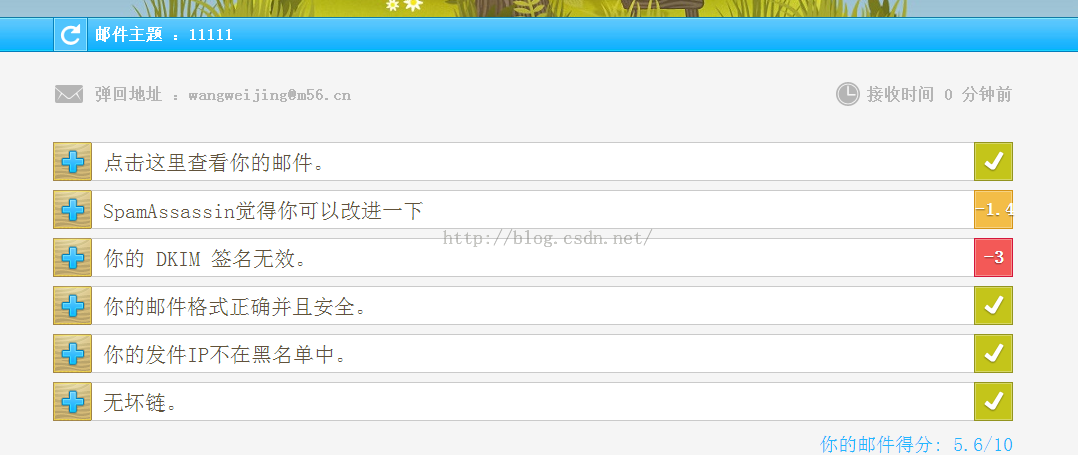 邮件主题 ：11111
弹回地址 ：wangweijing@m56.cn
接收时间 0 分钟前
点击这里查看你的邮件。
SpamAssassin觉得你可以改进一下
-1.4
http://blog.csdn.net/
你的 DKIM 签名无效。
-3
你的邮件格式正确并且安全。
你的发件IP不在黑名单中。
无坏链。
你的邮件得分: 5.6/10